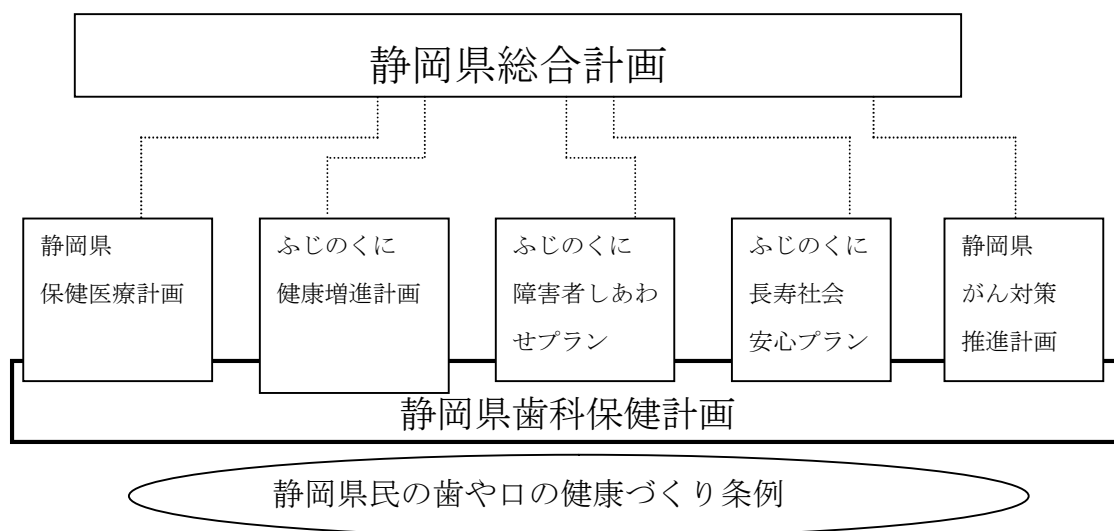 静岡県総合計画
静岡県
保健医療計画
ふじのくに
健康増進計画
ふじのくに
障害者しあわ
せプラン
ふじのくに
長寿社会
安心プラン
静岡県
がん対策
推進計画
静岡県歯科保健計画
静岡県民の歯や口の健康づくり条例